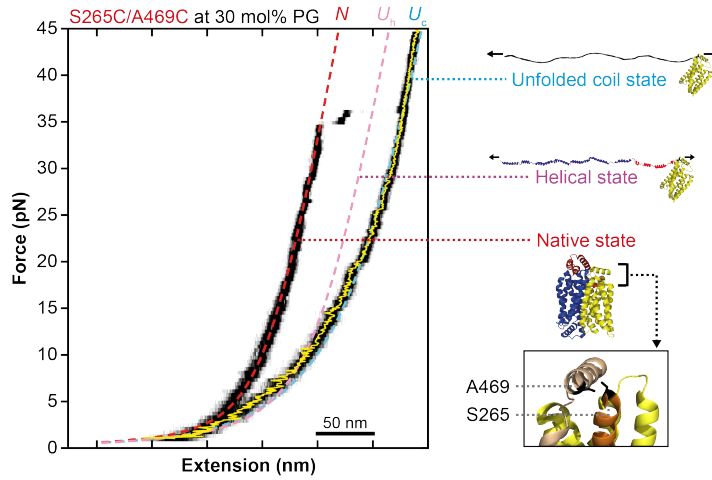 S265C/A469C at 30 mol% PG
N Uh Uc
45
40
35
30
25
20
15
10
5
0
Force (pN)
50 nm
Extension (nm)
Unfolded coil state
Helical state
Native state
A469
S265